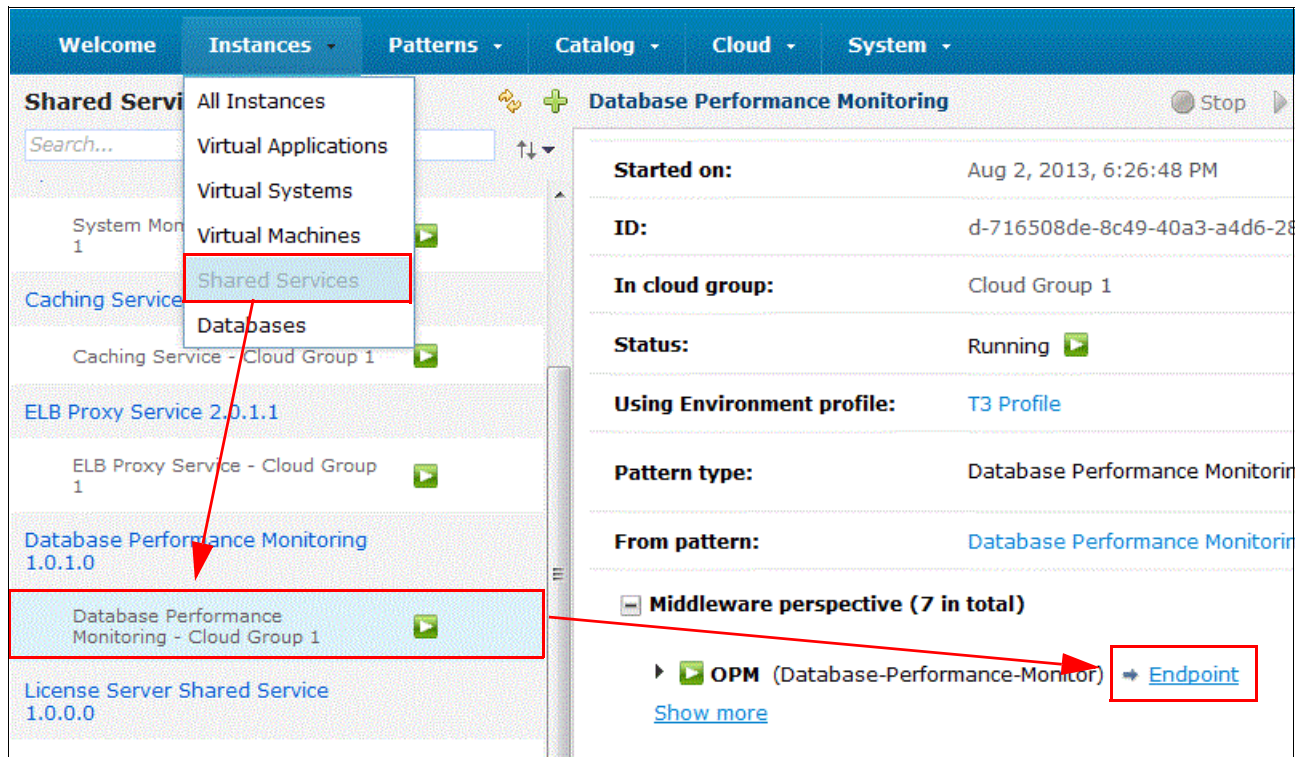 Welcome Instances Patterns Catalog Cloud System
Shared Servi
Search...
All Instances
Virtual Applications
Virtual Systems
Virtual Machines
Shared Services
Databases
System Mon
1
Caching Service
Caching Service - Cloud Group 1
ELB Proxy Service 2.0.1.1
ELB Proxy Service - Cloud Group
1
Database Performance Monitoring
1.0.1.0
Database Performance
Monitoring - Cloud Group 1
License Server Shared Service
1.0.0.0
Database Performance Monitoring Stop
Started on: Aug 2, 2013, 6:26:48 PM
ID: d-716508de-8c49-40a3-a4d6-28
In cloud group: Cloud Group 1
Status: Running
Using Environment profile: T3 Profile
Pattern type: Database Performance Monitorin
From pattern: Database Performance Monitorin
Middleware perspective (7 in total)
OPM (Database-Performance-Monitor) Endpoint
Show more